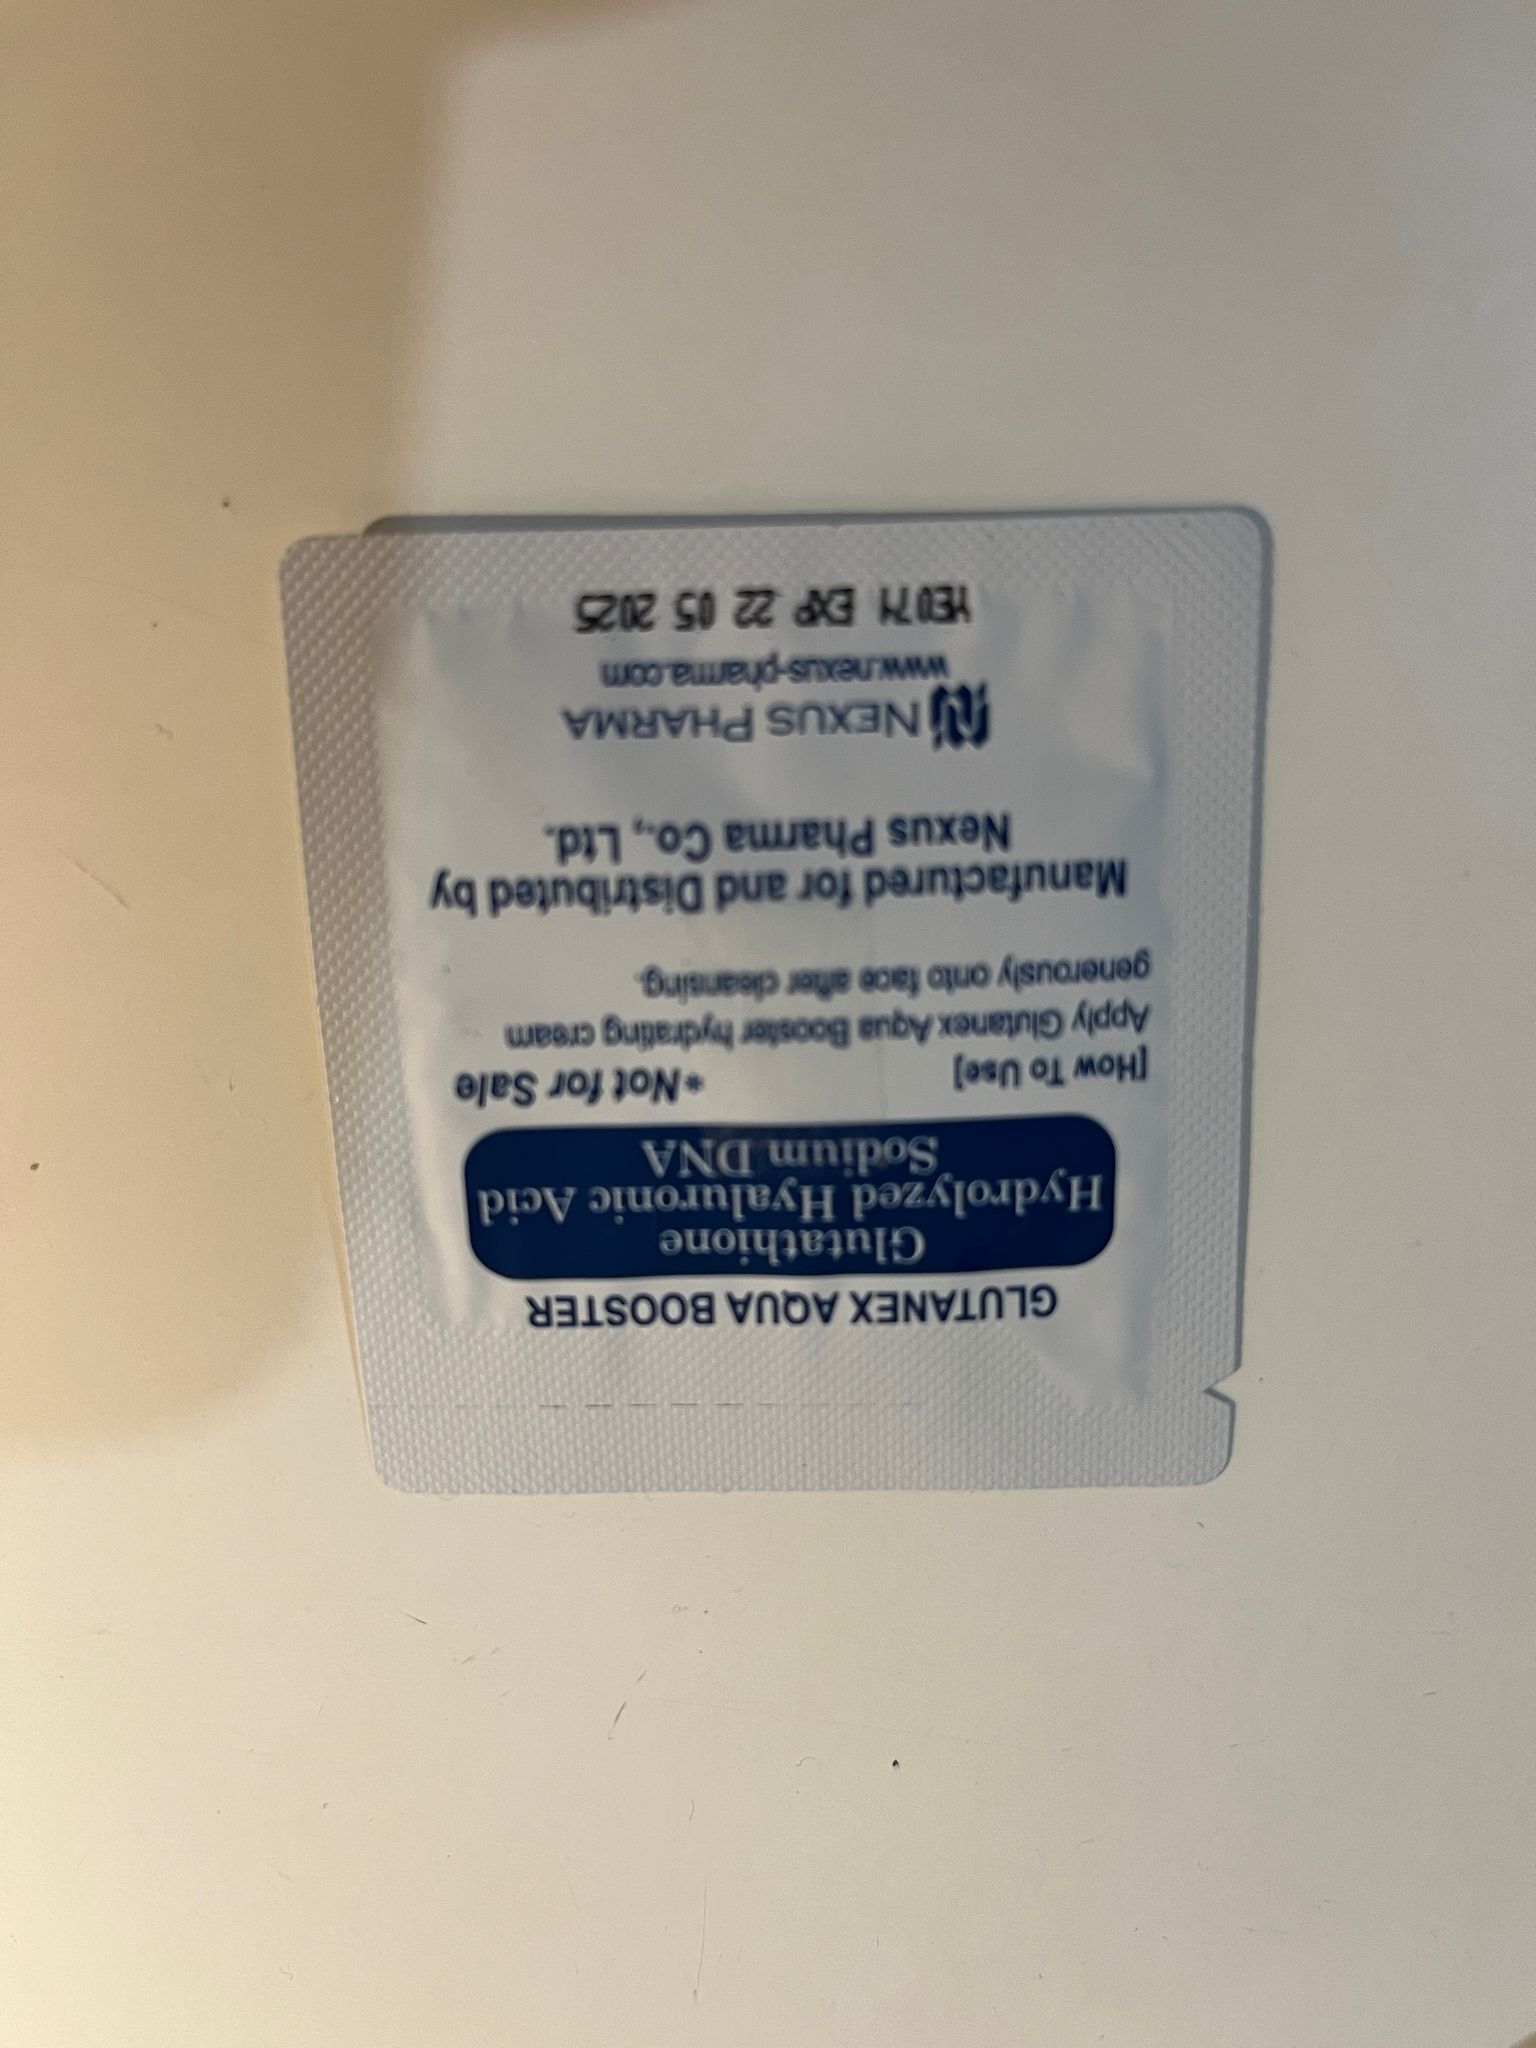 GLUTANEX AQUA BOOSTER
Glutathione
Hydrolyzed Hyaluronic Acid
Sodium DNA
[How To Use] *Not for Sale
Apply Glutanex Aqua Booster hydrating cream
generously onto face after cleansing.
Manufactured for and Distributed by
Nexus Pharma Co., Ltd.
NEXUS PHARMA
www.nexus-pharma.com
YE071 EXP 22 05 2025